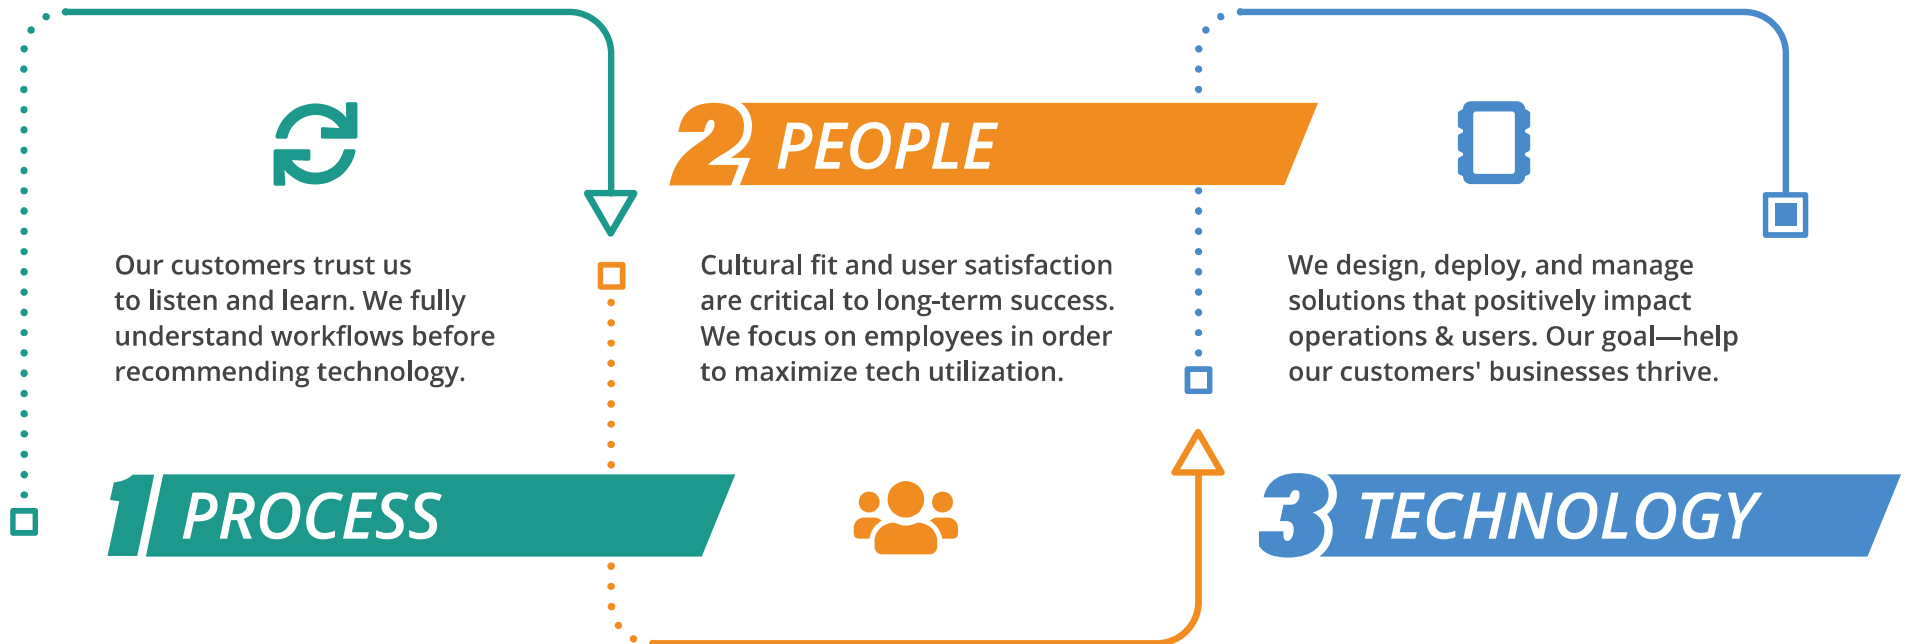 Our customers trust us
to listen and learn. We fully
understand workflows before
recommending technology.
1 PROCESS
2 PEOPLE
Cultural fit and user satisfaction
are critical to long-term success.
We focus on employees in order
to maximize tech utilization.
We design, deploy, and manage
solutions that positively impact
operations & users. Our goal—help
our customers' businesses thrive.
3 TECHNOLOGY